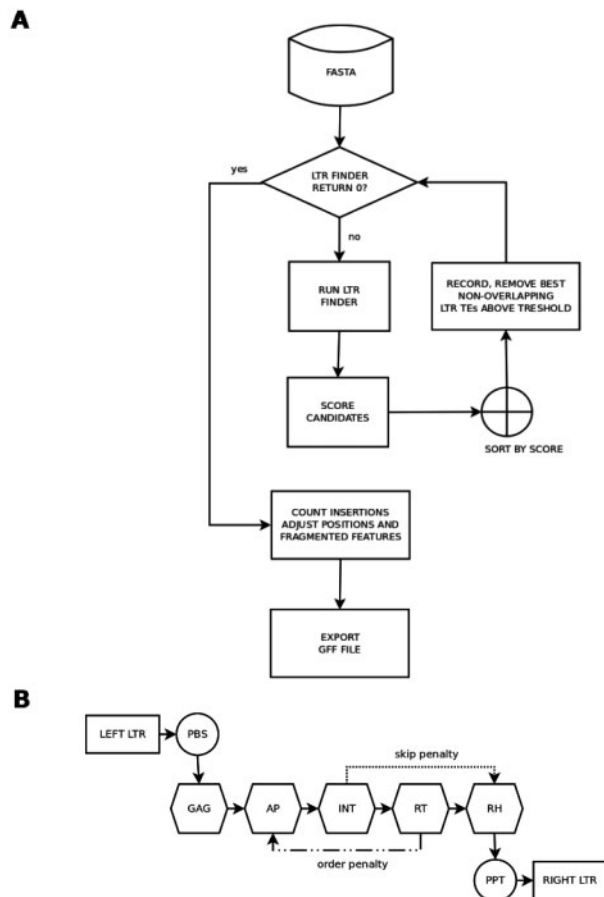 A
FASTA
LTR FINDER
RETURN 0?
yes
no
RUN LTR
FINDER
RECORD, REMOVE BEST
NON-OVERLAPPING
LTR TEs ABOVE TRESHOLD
SCORE
CANDIDATES
SORT BY SCORE
COUNT INSERTIONS
ADJUST POSITIONS AND
FRAGMENTED FEATURES
EXPORT
GFF FILE
B
LEFT LTR
PBS
skip penalty
GAG
AP
INT
RT
RH
order penalty
PPT
RIGHT LTR